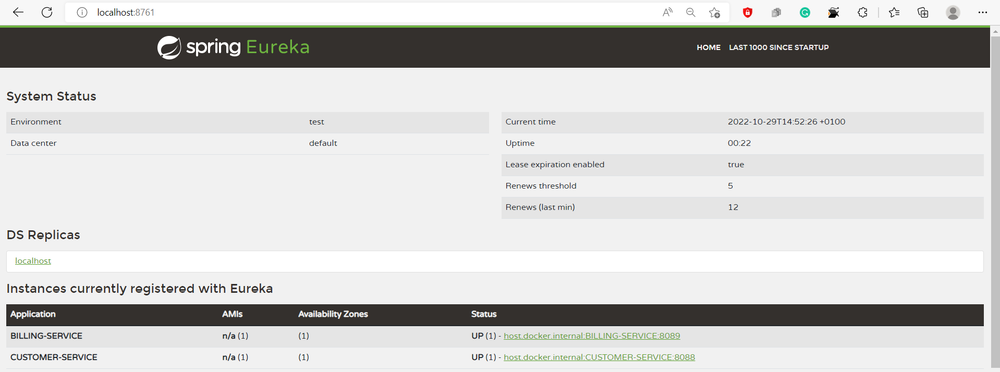 localhost:8761
spring Eureka
HOME LAST 1000 SINCE STARTUP
System Status
Environment test
Data center default
Current time 2022-10-29T14:52:26 +0100
Uptime 00:22
Lease expiration enabled true
Renews threshold 5
Renews (last min) 12
DS Replicas
localhost
Instances currently registered with Eureka
Application AMIs Availability Zones Status
BILLING-SERVICE n/a (1) (1) UP (1) - host.docker.internal:BILLING-SERVICE:8089
CUSTOMER-SERVICE n/a (1) (1) UP (1) - host.docker.internal:CUSTOMER-SERVICE:8088